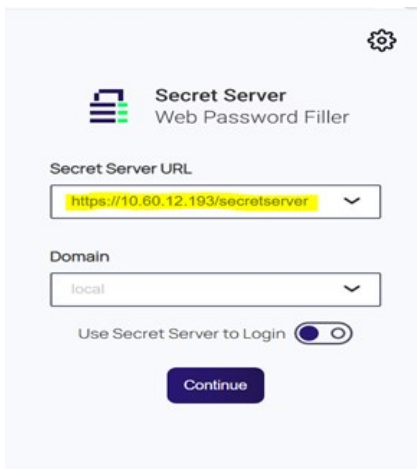 Secret Server
Web Password Filler
Secret Server URL
https://10.60.12.193/secretserver
Domain
local
Use Secret Server to Login
Continue